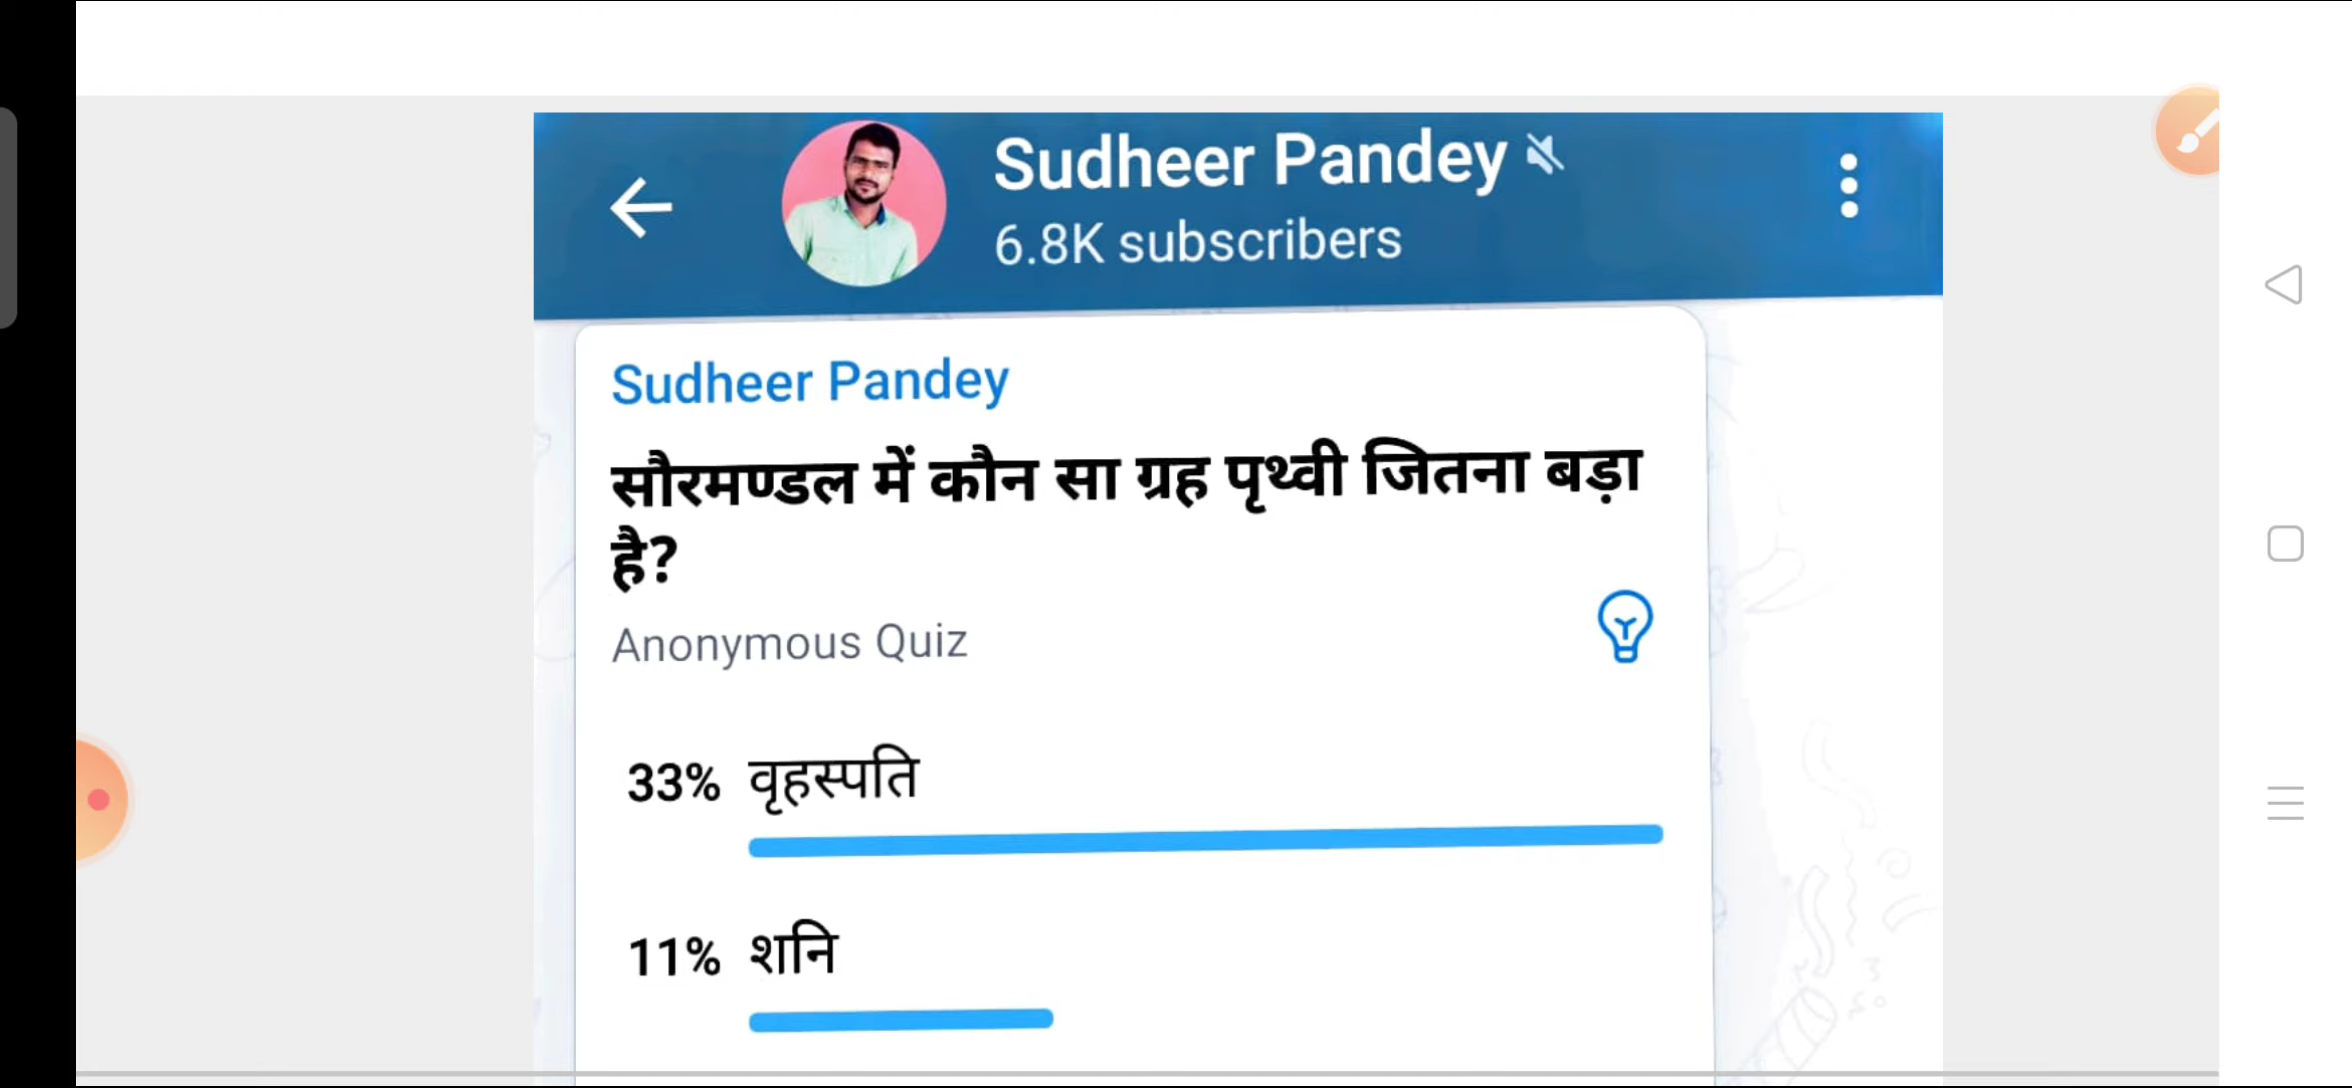 Sudheer Pandey
6.8K subscribers
Sudheer Pandey
सौरमण्डल में कौन सा ग्रह पृथ्वी जितना बड़ा
है?
Anonymous Quiz
33% वृहस्पति
11% शनि